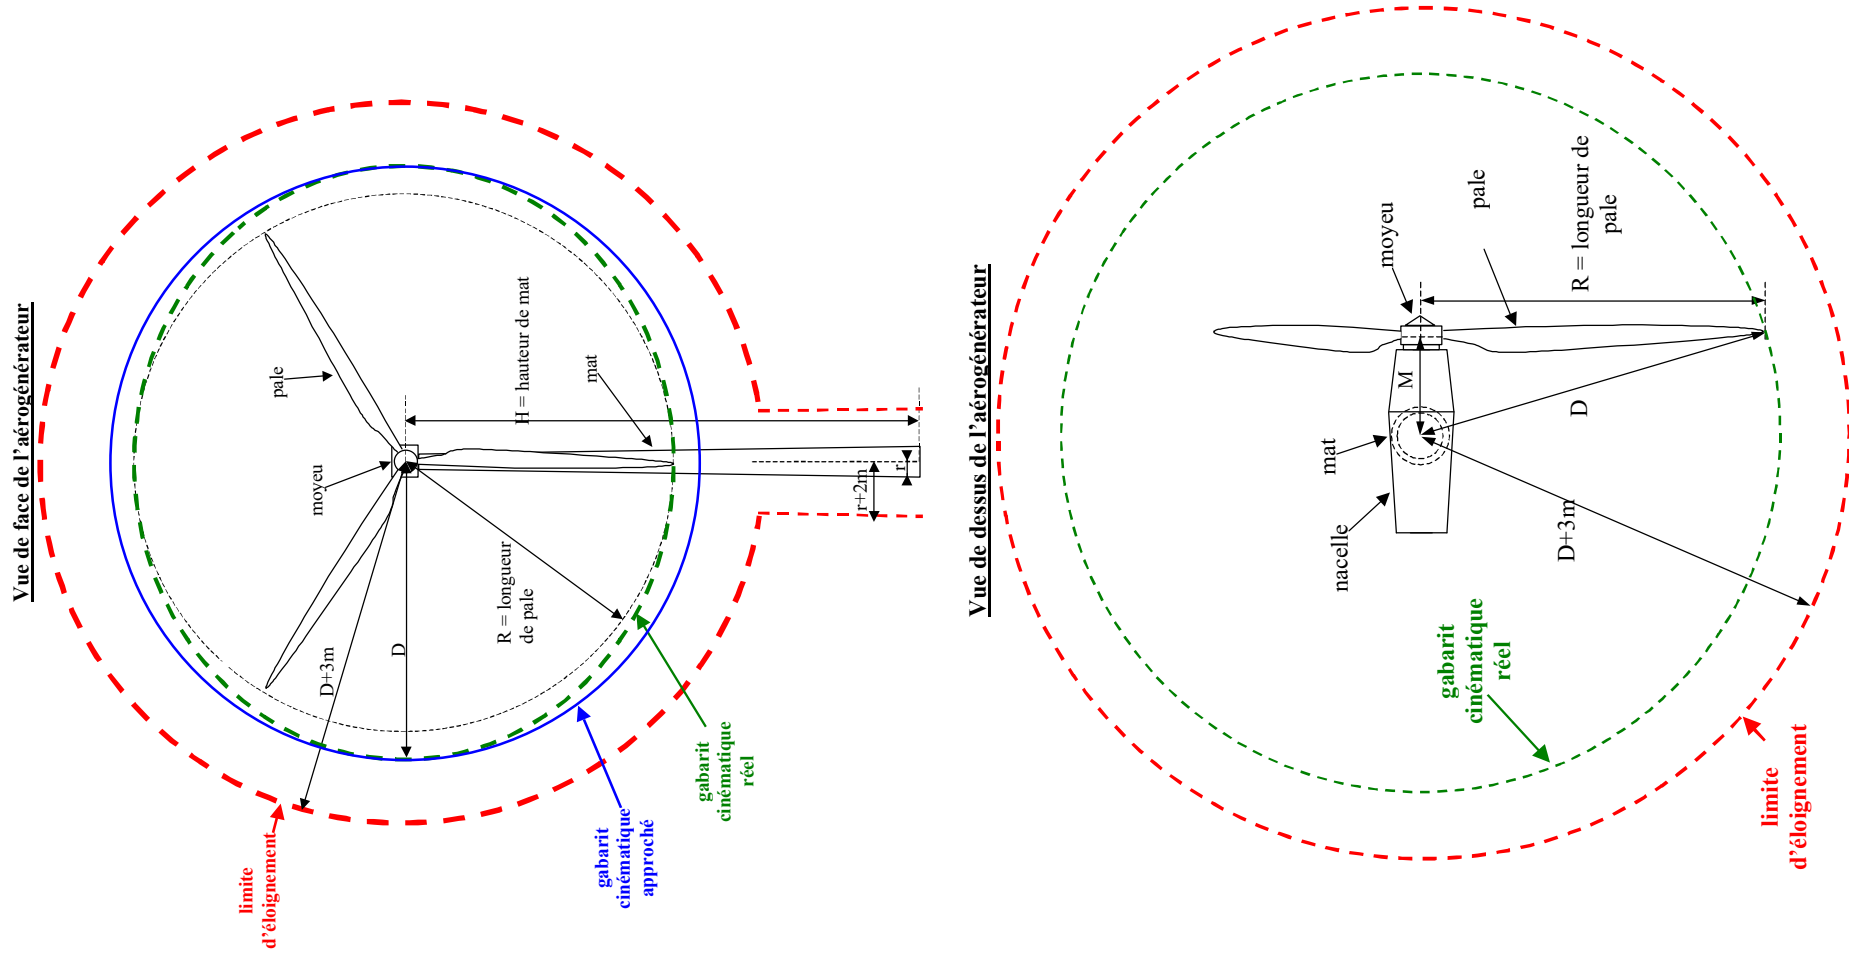 Vue de face de l’aérogénérateur
pale
moyeu
H = hauteur de mat
mat
r
r+2m
R = longueur
de pale
D
D+3m
limite
d’éloignement
gabarit
cinématique
approché
gabarit
cinématique
réel
Vue de dessus de l’aérogénérateur
moyeu
pale
R = longueur de
pale
M
mat
D
nacelle
D+3m
gabarit
cinématique
réel
limite
d’éloignement